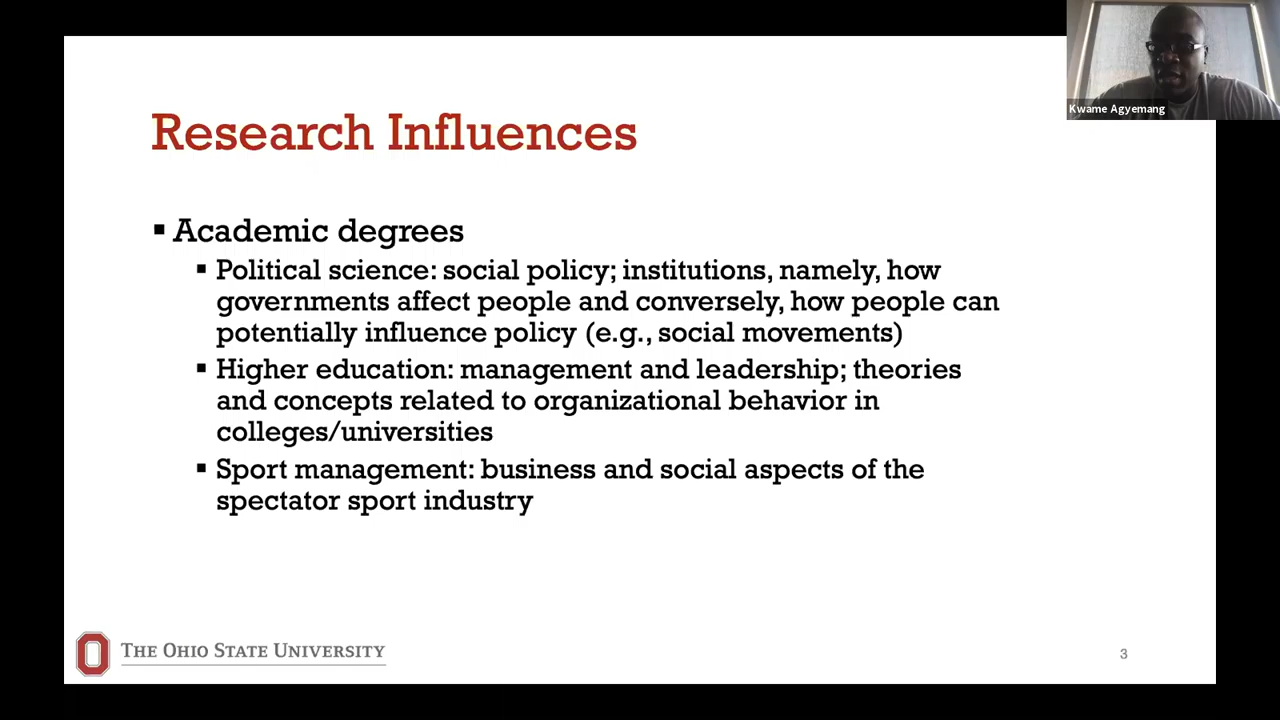 Kwame Agyemang
Research Influences
▪ Academic degrees
▪ Political science: social policy; institutions, namely, how
governments affect people and conversely, how people can
potentially influence policy (e.g., social movements)
▪ Higher education: management and leadership; theories
and concepts related to organizational behavior in
colleges/universities
▪ Sport management: business and social aspects of the
spectator sport industry
THE OHIO STATE UNIVERSITY
3